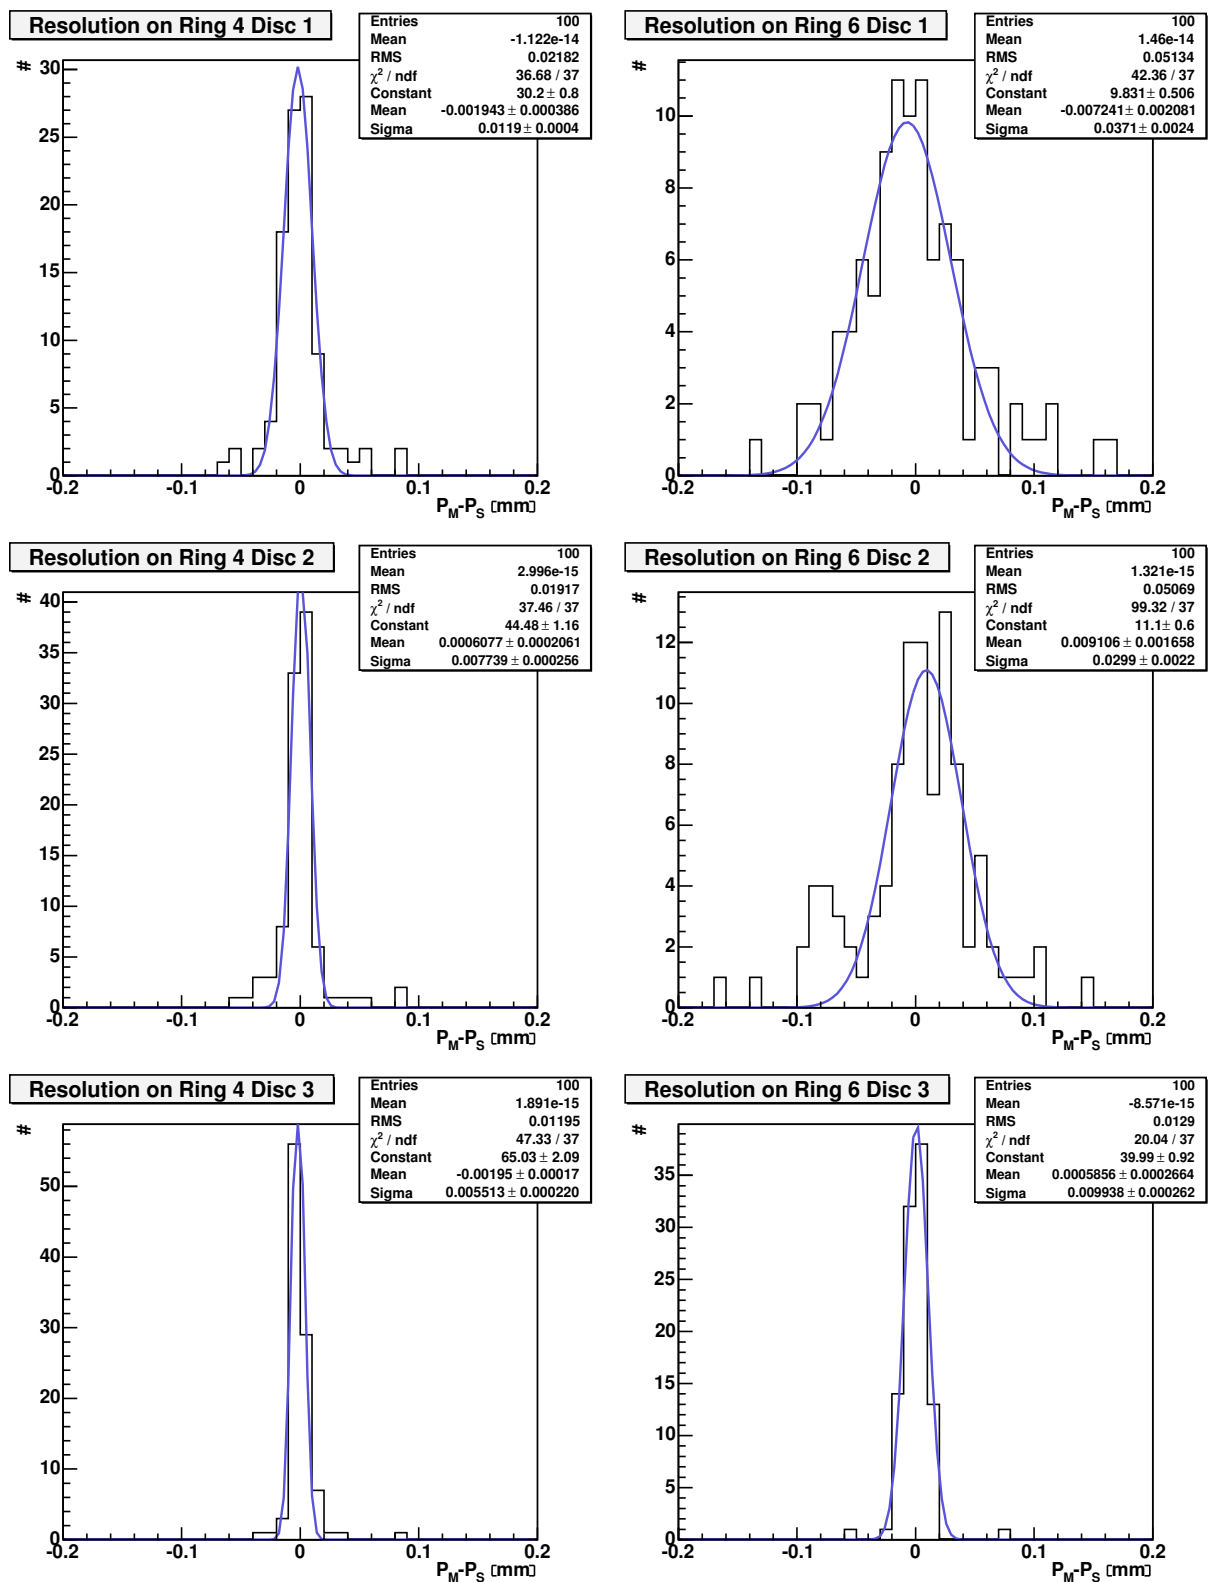 Resolution on Ring 4 Disc 1
Entries 100
Mean -1.122e-14
RMS 0.02182
χ² / ndf 36.68 / 37
Constant 30.2 ± 0.8
Mean -0.001943 ± 0.000386
Sigma 0.0119 ± 0.0004
#
30
25
20
15
10
5
0
-0.2 -0.1 0 0.1 0.2
P_M-P_S [mm]
Resolution on Ring 6 Disc 1
Entries 100
Mean 1.46e-14
RMS 0.05134
χ² / ndf 42.36 / 37
Constant 9.831 ± 0.506
Mean -0.007241 ± 0.002081
Sigma 0.0371 ± 0.0024
#
10
8
6
4
2
0
-0.2 -0.1 0 0.1 0.2
P_M-P_S [mm]
Resolution on Ring 4 Disc 2
Entries 100
Mean 2.996e-15
RMS 0.01917
χ² / ndf 37.46 / 37
Constant 44.48 ± 1.16
Mean 0.0006077 ± 0.0002061
Sigma 0.007739 ± 0.000256
#
40
35
30
25
20
15
10
5
0
-0.2 -0.1 0 0.1 0.2
P_M-P_S [mm]
Resolution on Ring 6 Disc 2
Entries 100
Mean 1.321e-15
RMS 0.05069
χ² / ndf 99.32 / 37
Constant 11.1 ± 0.6
Mean 0.009106 ± 0.001658
Sigma 0.0299 ± 0.0022
#
12
10
8
6
4
2
0
-0.2 -0.1 0 0.1 0.2
P_M-P_S [mm]
Resolution on Ring 4 Disc 3
Entries 100
Mean 1.891e-15
RMS 0.01195
χ² / ndf 47.33 / 37
Constant 65.03 ± 2.09
Mean -0.00195 ± 0.00017
Sigma 0.005513 ± 0.000220
#
50
40
30
20
10
0
-0.2 -0.1 0 0.1 0.2
P_M-P_S [mm]
Resolution on Ring 6 Disc 3
Entries 100
Mean -8.571e-15
RMS 0.0129
χ² / ndf 20.04 / 37
Constant 39.99 ± 0.92
Mean 0.0005856 ± 0.0002664
Sigma 0.009938 ± 0.000262
#
35
30
25
20
15
10
5
0
-0.2 -0.1 0 0.1 0.2
P_M-P_S [mm]